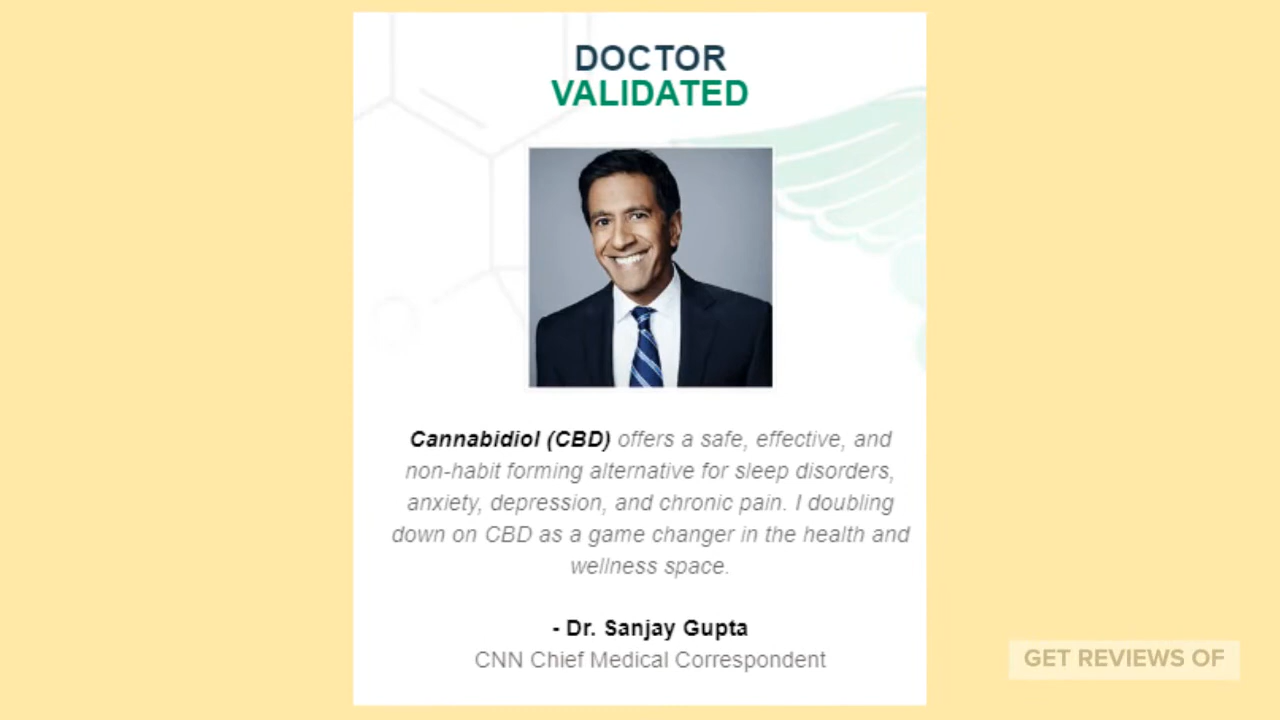 DOCTOR
VALIDATED
Cannabidiol (CBD) offers a safe, effective, and
non-habit forming alternative for sleep disorders,
anxiety, depression, and chronic pain. I doubling
down on CBD as a game changer in the health and
wellness space.
- Dr. Sanjay Gupta
CNN Chief Medical Correspondent
GET REVIEWS OF